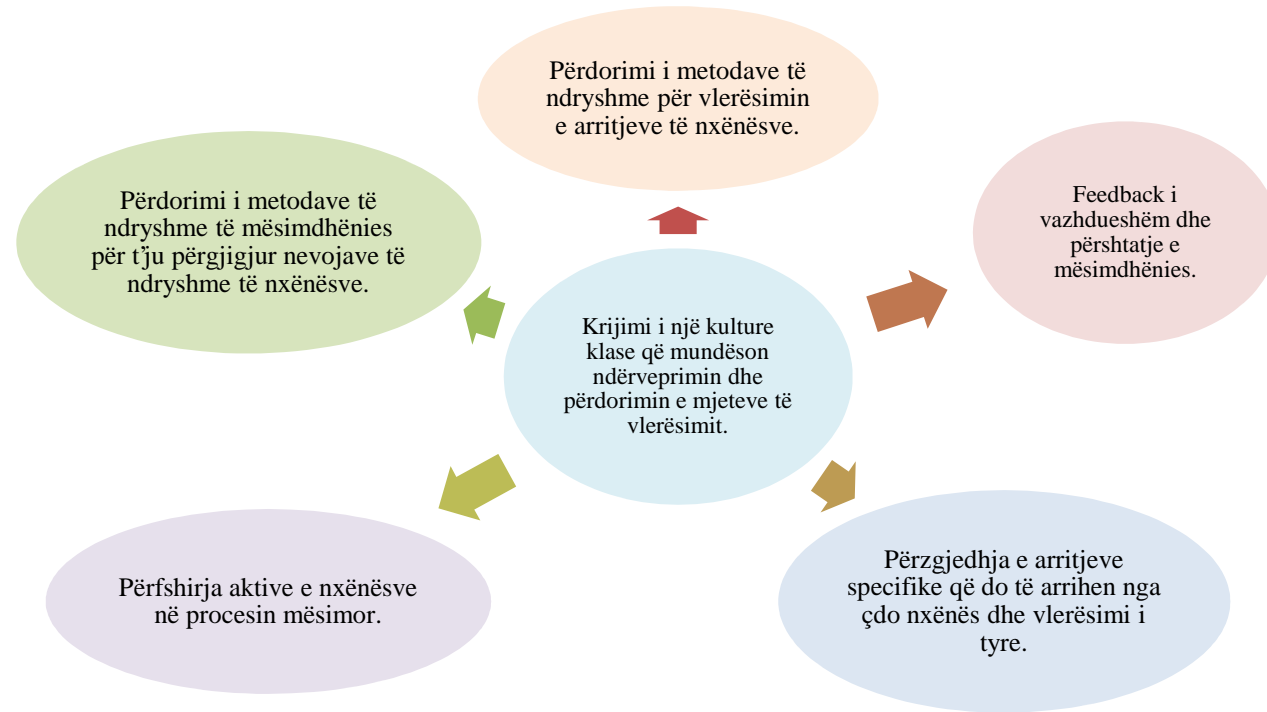 Përdorimi i metodave të
ndryshme për vlerësimin
e arritjeve të nxënësve.
Përdorimi i metodave të
ndryshme të mësimdhënies
për t'ju përgjigjur nevojave të
ndryshme të nxënësve.
Feedback i
vazhdueshëm dhe
përshtatje e
mësimdhënies.
Krijimi i një kulture
klase që mundëson
ndërveprimin dhe
përdorimin e mjeteve të
vlerësimit.
Përfshirja aktive e nxënësve
në procesin mësimor.
Përzgjedhja e arritjeve
specifike që do të arrihen nga
çdo nxënës dhe vlerësimi i
tyre.